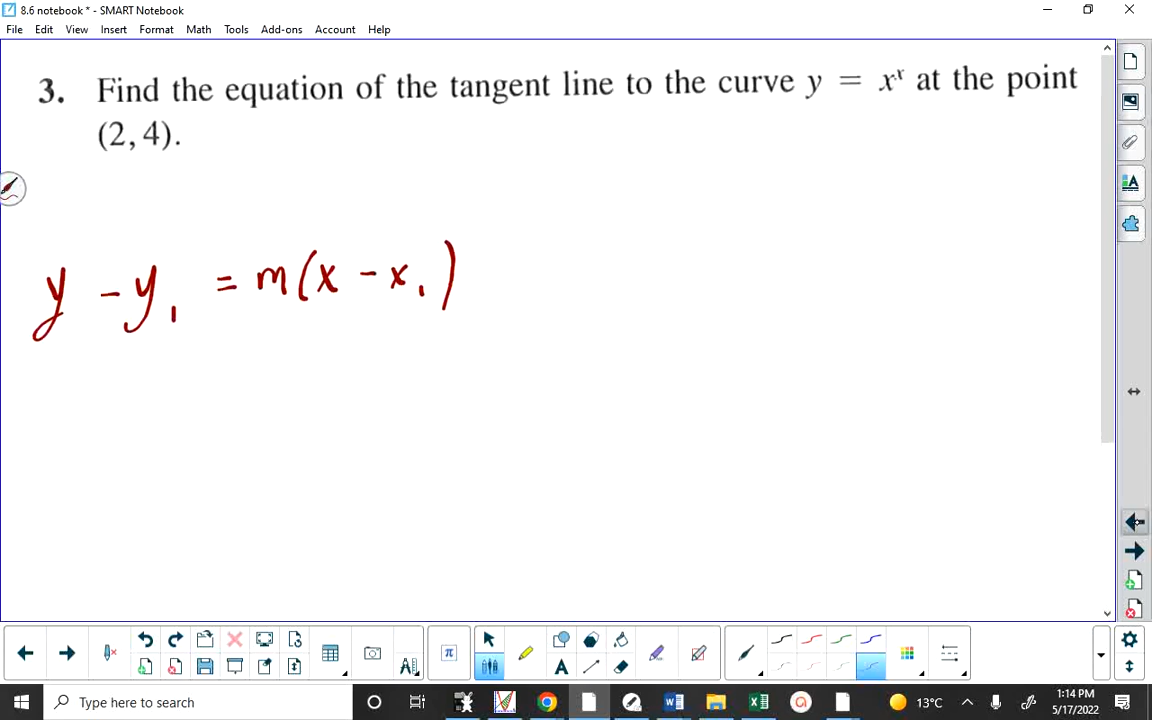 8.6 notebook * - SMART Notebook
File Edit View Insert Format Math Tools Add-ons Account Help
3. Find the equation of the tangent line to the curve y = xˣ at the point
(2, 4).
y - y₁ = m(x - x₁)
π
A
Type here to search
13°C
1:14 PM
5/17/2022